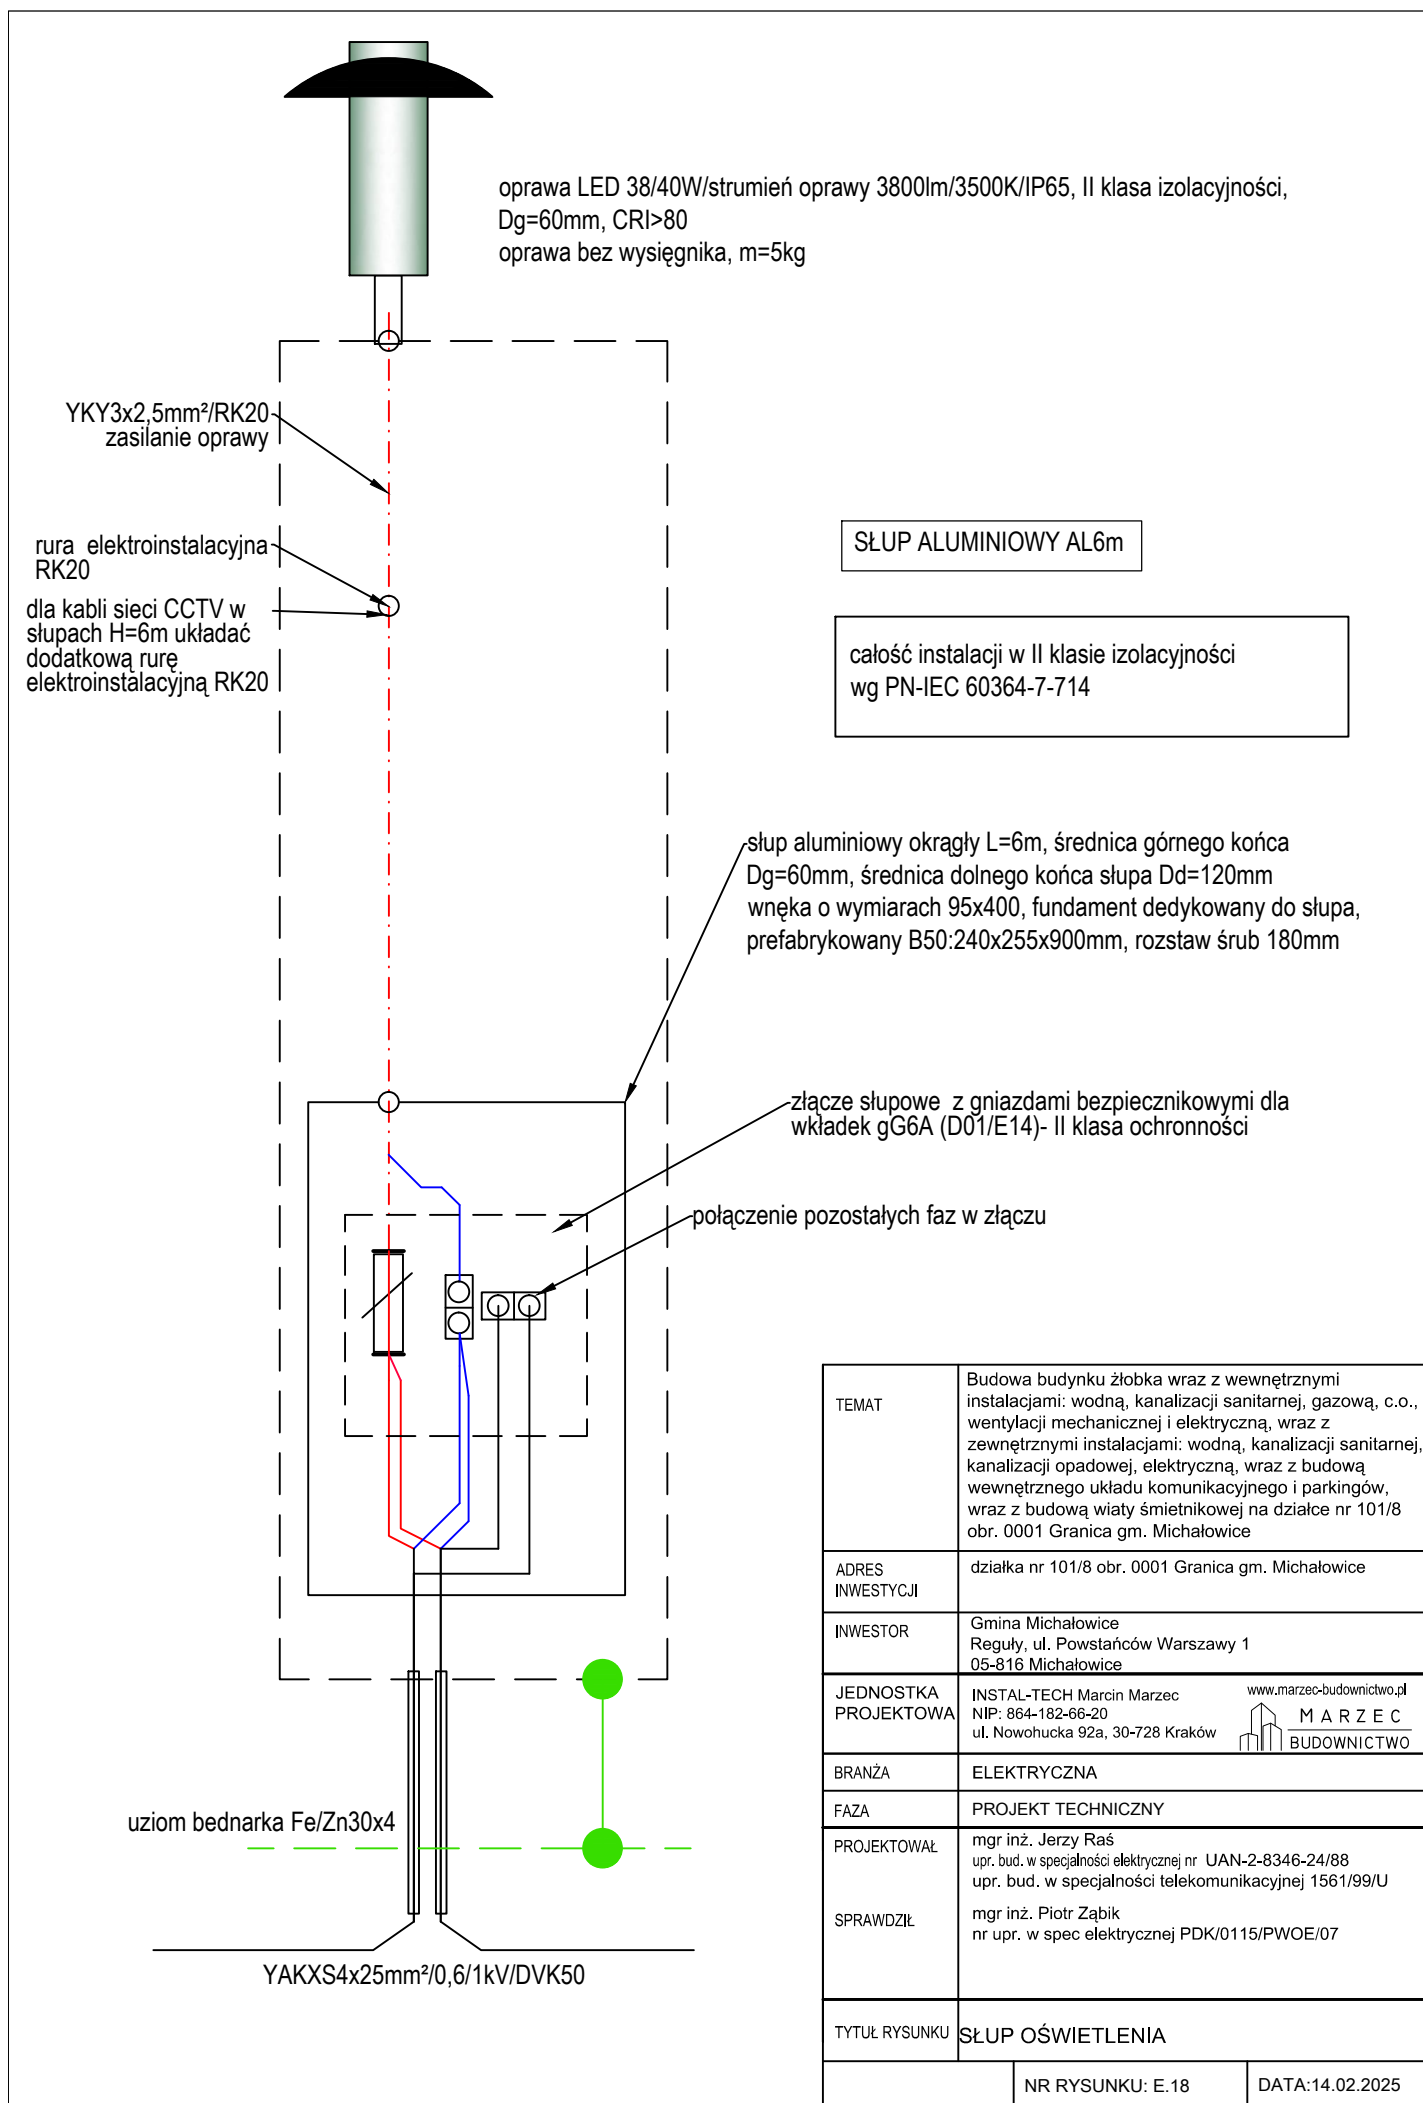 oprawa LED 38/40W/strumień oprawy 3800lm/3500K/IP65, II klasa izolacyjności,
Dg=60mm, CRI>80
oprawa bez wysięgnika, m=5kg
YKY3x2,5mm²/RK20
zasilanie oprawy
rura elektroinstalacyjna
RK20
dla kabli sieci CCTV w
słupach H=6m układać
dodatkową rurę
elektroinstalacyjną RK20
SŁUP ALUMINIOWY AL6m
całość instalacji w II klasie izolacyjności
wg PN-IEC 60364-7-714
słup aluminiowy okrągły L=6m, średnica górnego końca
Dg=60mm, średnica dolnego końca słupa Dd=120mm
wnęka o wymiarach 95x400, fundament dedykowany do słupa,
prefabrykowany B50:240x255x900mm, rozstaw śrub 180mm
złącze słupowe z gniazdami bezpiecznikowymi dla
wkładek gG6A (D01/E14)- II klasa ochronności
połączenie pozostałych faz w złączu
uziom bednarka Fe/Zn30x4
YAKXS4x25mm²/0,6/1kV/DVK50
TEMAT
Budowa budynku żłobka wraz z wewnętrznymi
instalacjami: wodną, kanalizacji sanitarnej, gazową, c.o.,
wentylacji mechanicznej i elektryczną, wraz z
zewnętrznymi instalacjami: wodną, kanalizacji sanitarnej,
kanalizacji opadowej, elektryczną, wraz z budową
wewnętrznego układu komunikacyjnego i parkingów,
wraz z budową wiaty śmietnikowej na działce nr 101/8
obr. 0001 Granica gm. Michałowice
ADRES
INWESTYCJI
działka nr 101/8 obr. 0001 Granica gm. Michałowice
INWESTOR
Gmina Michałowice
Reguły, ul. Powstańców Warszawy 1
05-816 Michałowice
JEDNOSTKA
PROJEKTOWA
INSTAL-TECH Marcin Marzec
NIP: 864-182-66-20
ul. Nowohucka 92a, 30-728 Kraków
www.marzec-budownictwo.pl
MARZEC
BUDOWNICTWO
BRANŻA
ELEKTRYCZNA
FAZA
PROJEKT TECHNICZNY
PROJEKTOWAŁ
mgr inż. Jerzy Raś
upr. bud. w specjalności elektrycznej nr UAN-2-8346-24/88
upr. bud. w specjalności telekomunikacyjnej 1561/99/U
SPRAWDZIŁ
mgr inż. Piotr Ząbik
nr upr. w spec elektrycznej PDK/0115/PWOE/07
TYTUŁ RYSUNKU
SŁUP OŚWIETLENIA
NR RYSUNKU: E.18
DATA:14.02.2025